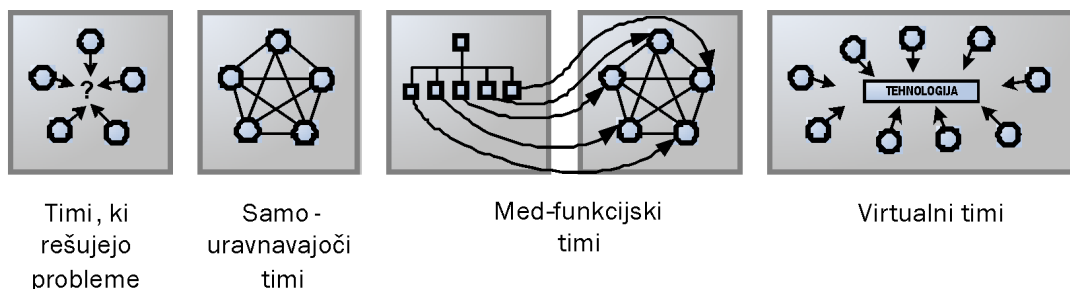 ?
TEHNOLOGIJA
Timi, ki
rešujejo
probleme
Samo -
uravnavajoči
timi
Med-funkcijski
timi
Virtualni timi